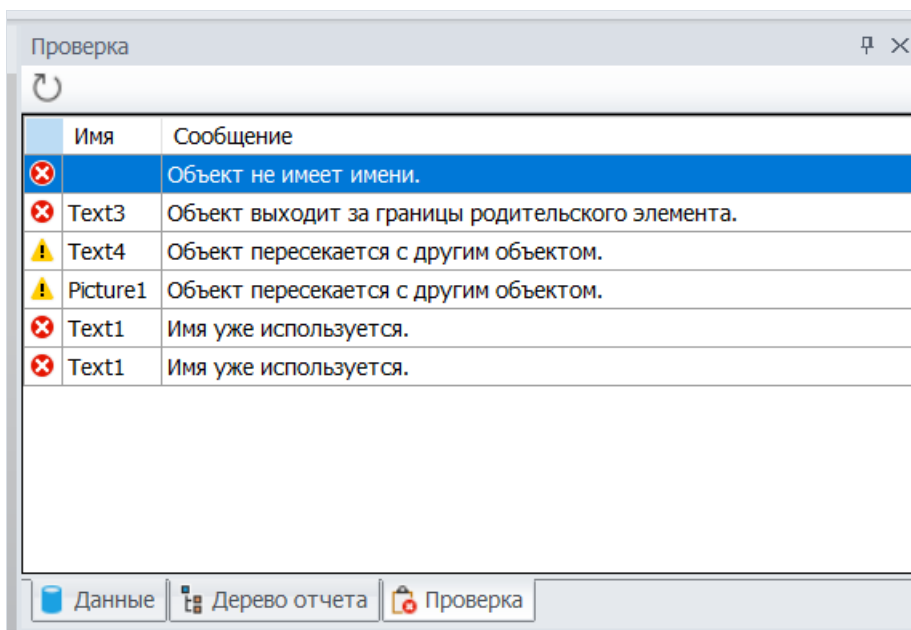 Проверка
Имя Сообщение
Объект не имеет имени.
Text3 Объект выходит за границы родительского элемента.
Text4 Объект пересекается с другим объектом.
Picture1 Объект пересекается с другим объектом.
Text1 Имя уже используется.
Text1 Имя уже используется.
Данные Дерево отчета Проверка